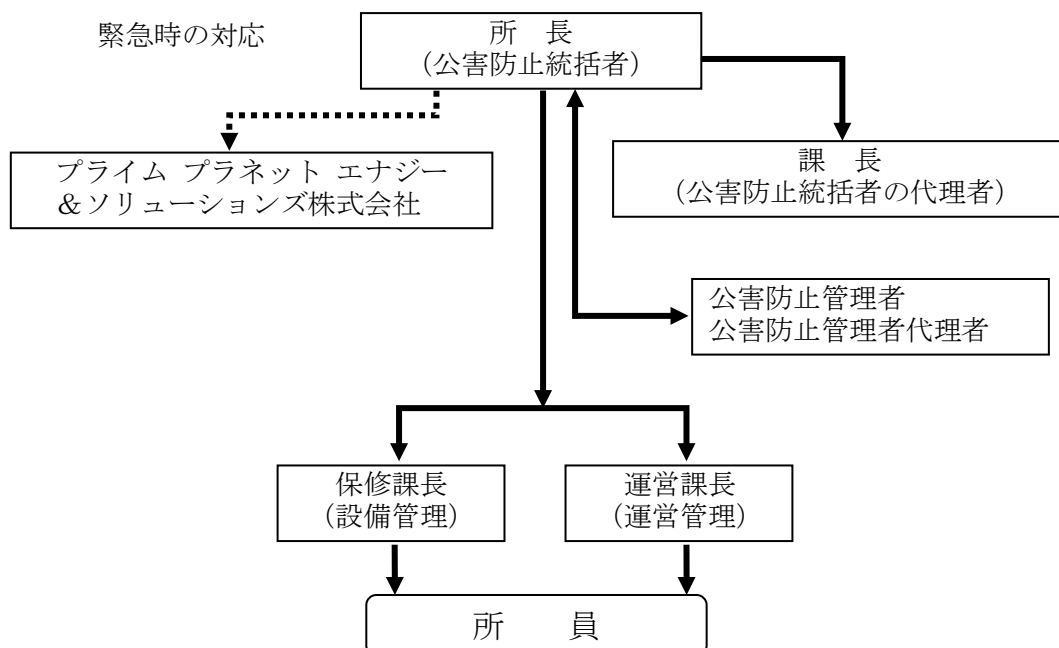 緊急時の対応
所　長
（公害防止統括者）
プライム プラネット エナジー
＆ソリューションズ株式会社
課　長
（公害防止統括者の代理者）
公害防止管理者
公害防止管理者代理者
保修課長
（設備管理）
運営課長
（運営管理）
所　　員